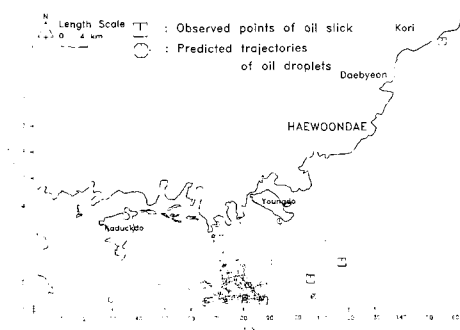 N
Length Scale
0 4 km
: Observed points of oil slick
: Predicted trajectories
of oil droplets
Kori
Daebyeon
HAEWOONDAE
Youngdo
Kaduckdo